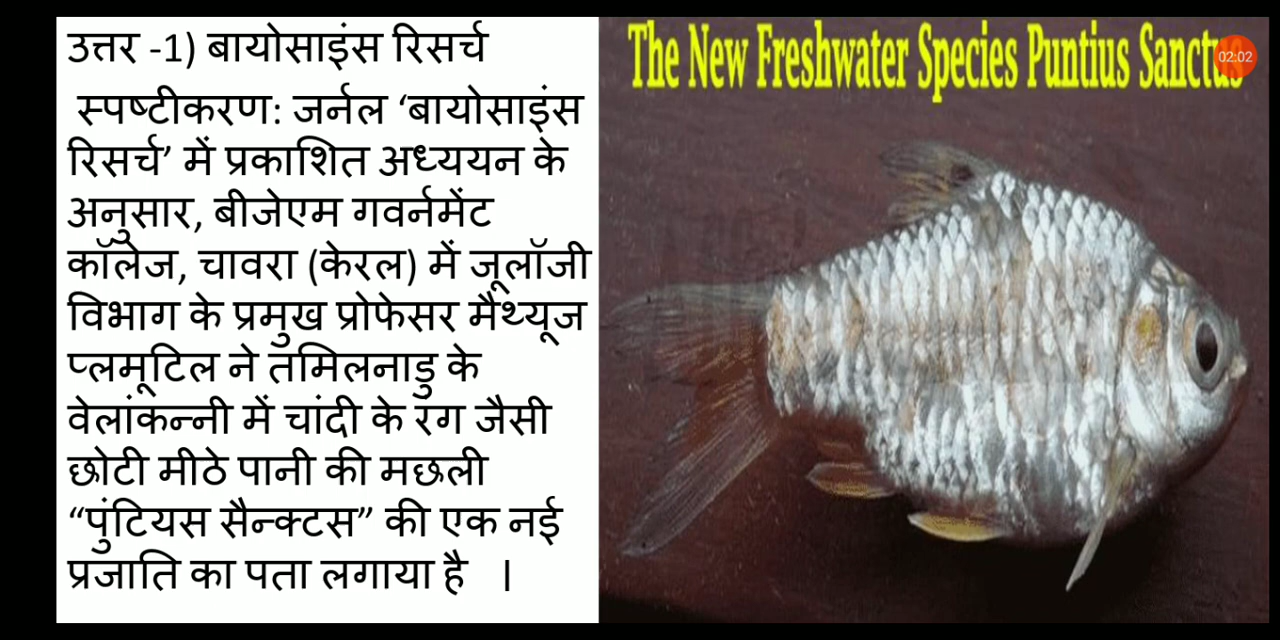 उत्तर -1) बायोसाइंस रिसर्च
स्पष्टीकरण: जर्नल ‘बायोसाइंस
रिसर्च’ में प्रकाशित अध्ययन के
अनुसार, बीजेएम गवर्नमेंट
कॉलेज, चावरा (केरल) में जूलॉजी
विभाग के प्रमुख प्रोफेसर मैथ्यूज
प्लमूटिल ने तमिलनाडु के
वेलांकन्नी में चांदी के रंग जैसी
छोटी मीठे पानी की मछली
“पुंटियस सैन्क्टस” की एक नई
प्रजाति का पता लगाया है ।
The New Freshwater Species Puntius Sanctus
02:02